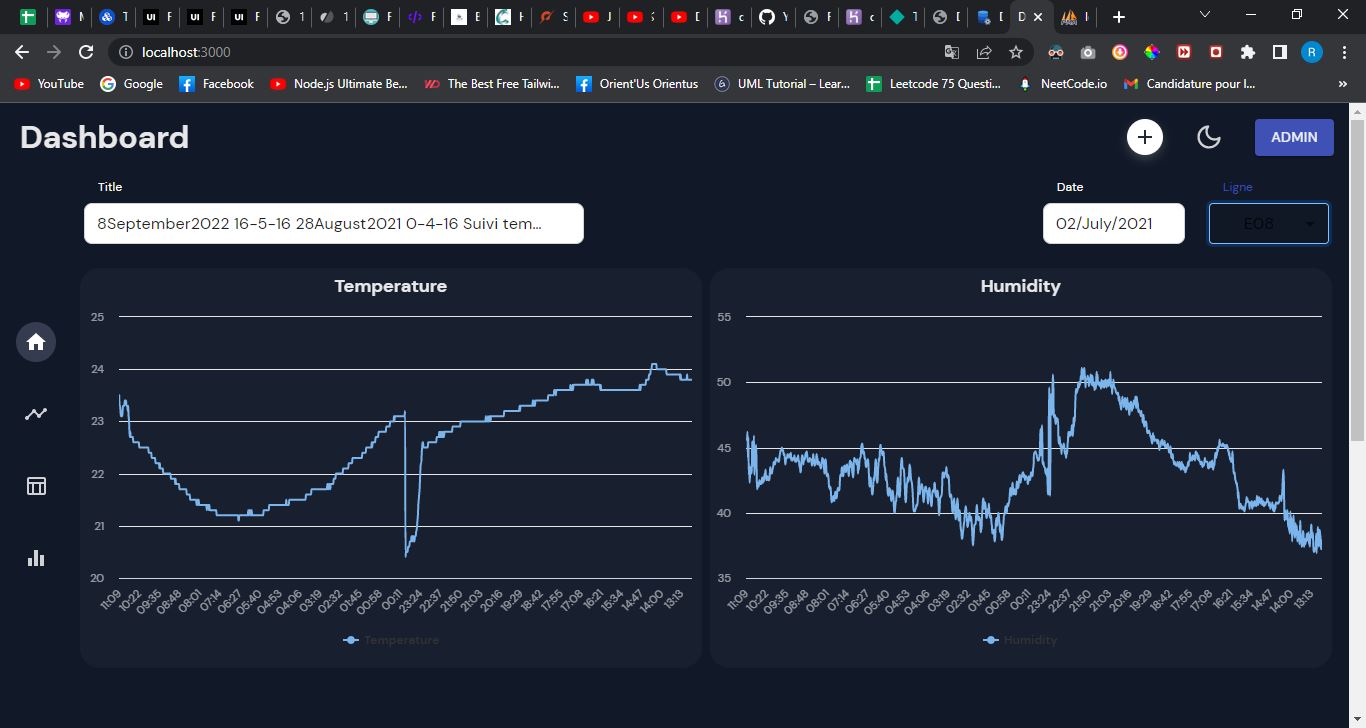 localhost:3000
YouTube Google Facebook Node.js Ultimate Be... The Best Free Tailwi... Orient'Us Orientus UML Tutorial – Lear... Leetcode 75 Questi... NeetCode.io Candidature pour l... »
Dashboard ADMIN
Title Date Ligne
8September2022 16-5-16 28August2021 0-4-16 Suivi tem... 02/July/2021 E08
Temperature
25
24
23
22
21
20
11:09 10:22 09:35 08:48 08:01 07:14 06:27 05:40 04:53 04:06 03:19 02:32 01:45 00:58 00:11 23:24 22:37 21:50 21:03 20:16 19:29 18:42 17:55 17:08 16:21 15:34 14:47 14:00 13:13
Temperature
Humidity
55
50
45
40
35
11:09 10:22 09:35 08:48 08:01 07:14 06:27 05:40 04:53 04:06 03:19 02:32 01:45 00:58 00:11 23:24 22:37 21:50 21:03 20:16 19:29 18:42 17:55 17:08 16:21 15:34 14:47 14:00 13:13
Humidity